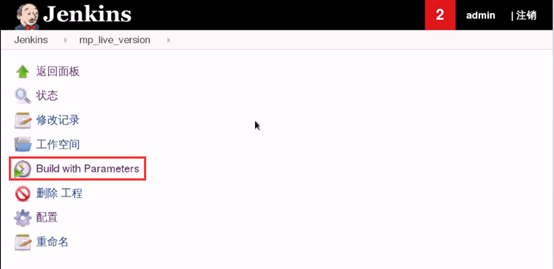 Jenkins
2 admin | 注销
Jenkins mp_live_version
返回面板
状态
修改记录
工作空间
Build with Parameters
删除 工程
配置
重命名